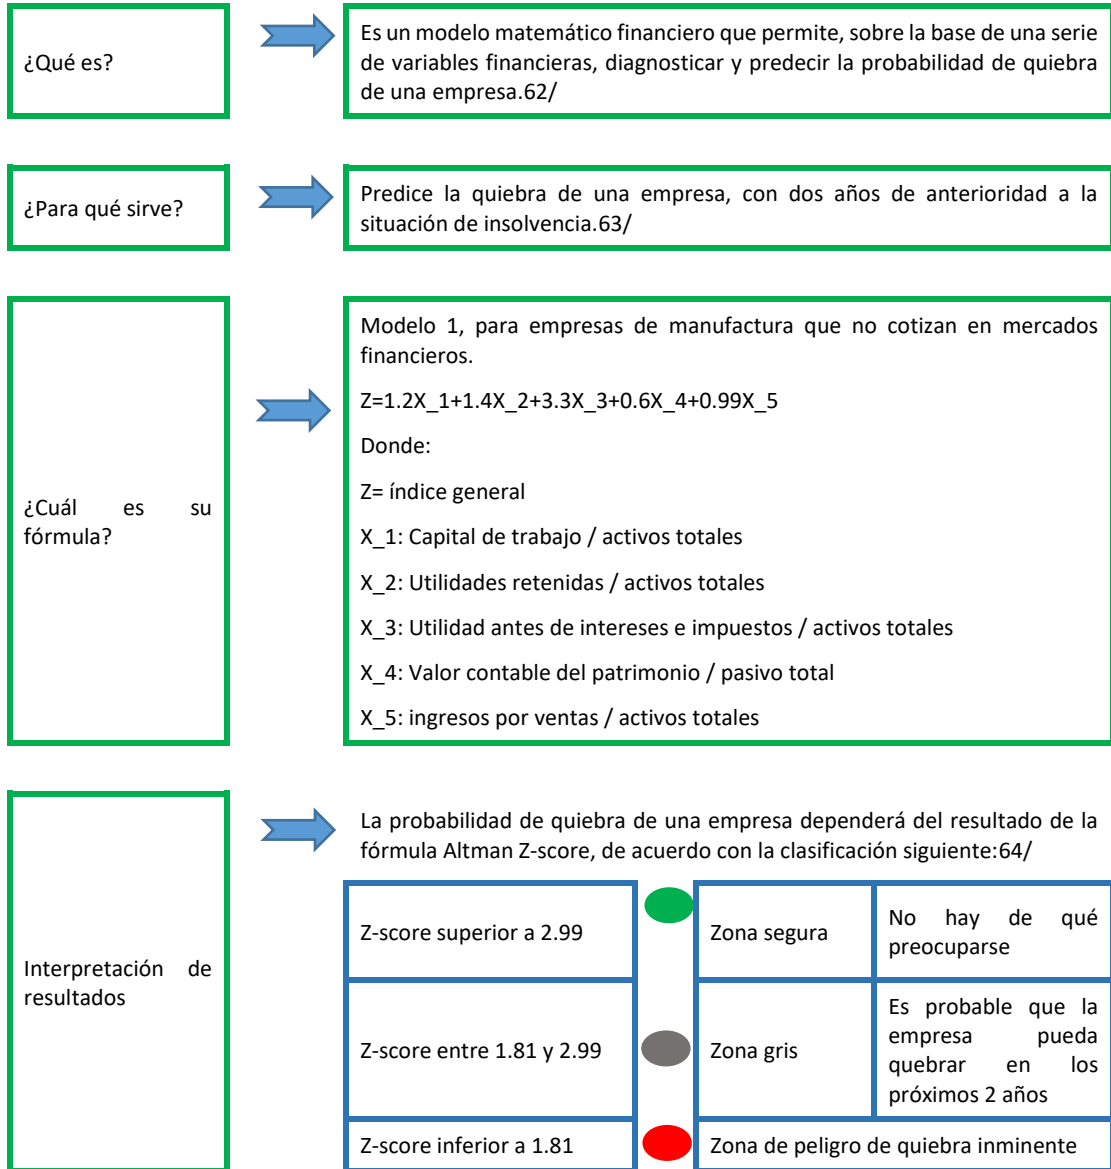 ¿Qué es?
Es un modelo matemático financiero que permite, sobre la base de una serie
de variables financieras, diagnosticar y predecir la probabilidad de quiebra
de una empresa.62/
¿Para qué sirve?
Predice la quiebra de una empresa, con dos años de anterioridad a la
situación de insolvencia.63/
¿Cuál es su
fórmula?
Modelo 1, para empresas de manufactura que no cotizan en mercados
financieros.
Z=1.2X_1+1.4X_2+3.3X_3+0.6X_4+0.99X_5
Donde:
Z= índice general
X_1: Capital de trabajo / activos totales
X_2: Utilidades retenidas / activos totales
X_3: Utilidad antes de intereses e impuestos / activos totales
X_4: Valor contable del patrimonio / pasivo total
X_5: ingresos por ventas / activos totales
Interpretación de
resultados
La probabilidad de quiebra de una empresa dependerá del resultado de la
fórmula Altman Z-score, de acuerdo con la clasificación siguiente:64/
Z-score superior a 2.99
Zona segura
No hay de qué
preocuparse
Z-score entre 1.81 y 2.99
Zona gris
Es probable que la
empresa pueda
quebrar en los
próximos 2 años
Z-score inferior a 1.81
Zona de peligro de quiebra inminente